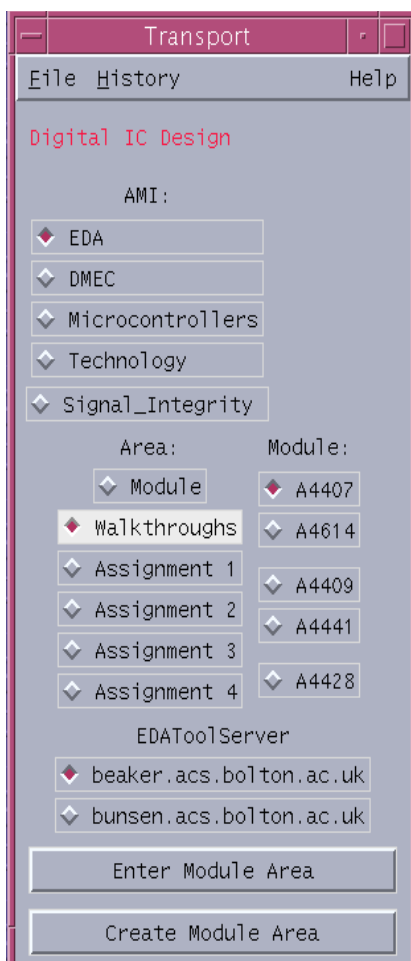 Transport
File History Help
Digital IC Design
AMI:
EDA
DMEC
Microcontrollers
Technology
Signal_Integrity
Area:
Module
Walkthroughs
Assignment 1
Assignment 2
Assignment 3
Assignment 4
Module:
A4407
A4614
A4409
A4441
A4428
EDAToolServer
beaker.acs.bolton.ac.uk
bunsen.acs.bolton.ac.uk
Enter Module Area
Create Module Area